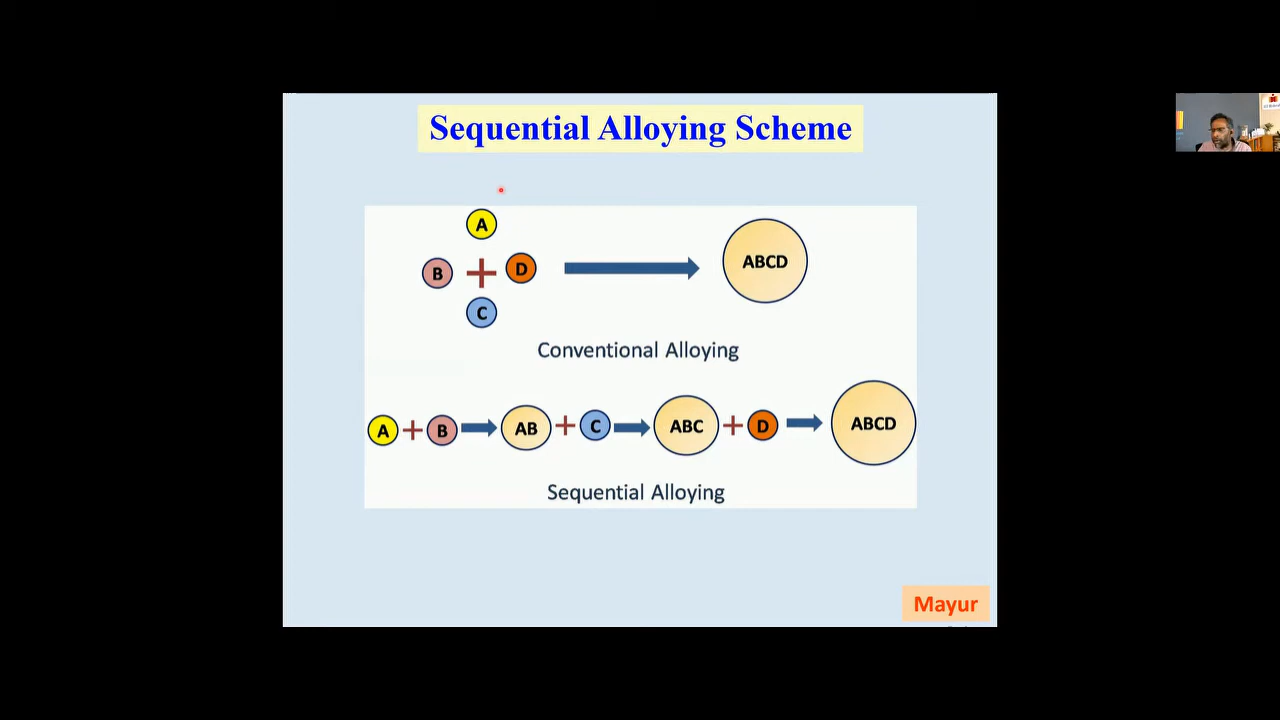 Sequential Alloying Scheme
A
B + D
C
ABCD
Conventional Alloying
A + B AB + C ABC + D ABCD
Sequential Alloying
Mayur